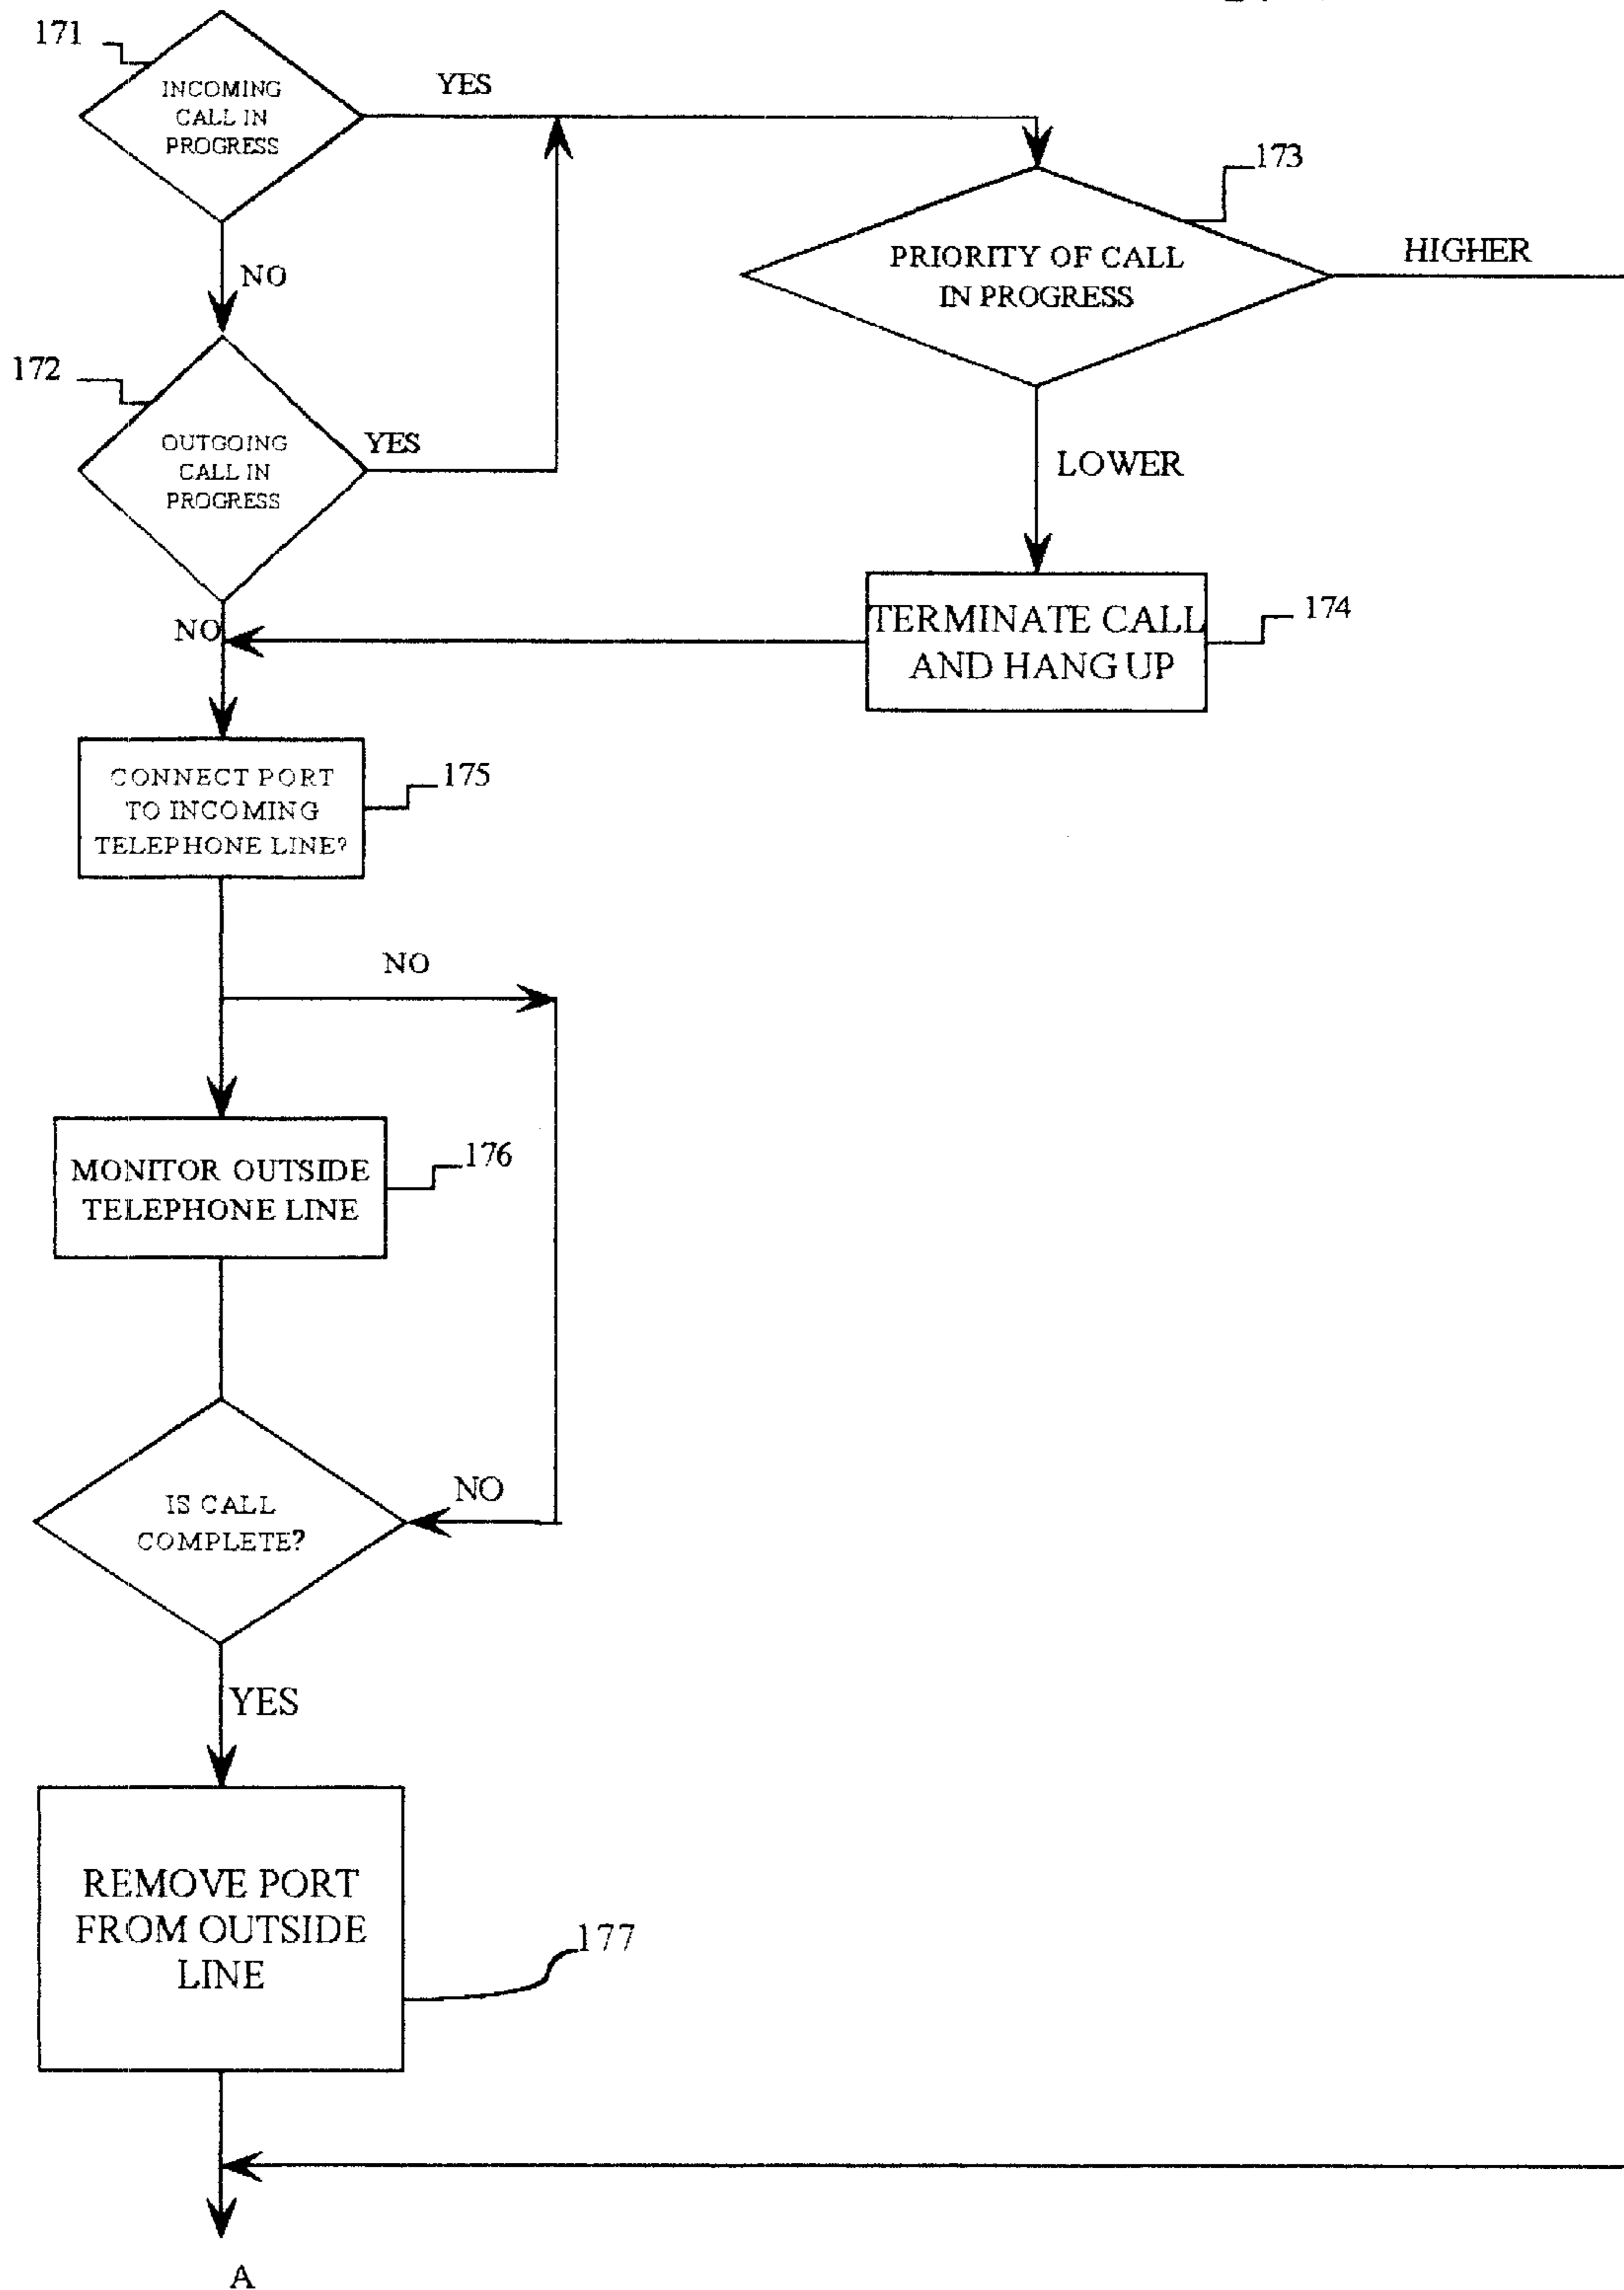 171
INCOMING
CALL IN
PROGRESS
YES
173
PRIORITY OF CALL
IN PROGRESS
HIGHER
NO
172
OUTGOING
CALL IN
PROGRESS
YES
LOWER
NO
TERMINATE CALL
AND HANG UP
174
CONNECT PORT
TO INCOMING
TELEPHONE LINE?
175
NO
MONITOR OUTSIDE
TELEPHONE LINE
176
IS CALL
COMPLETE?
NO
YES
REMOVE PORT
FROM OUTSIDE
LINE
177
A